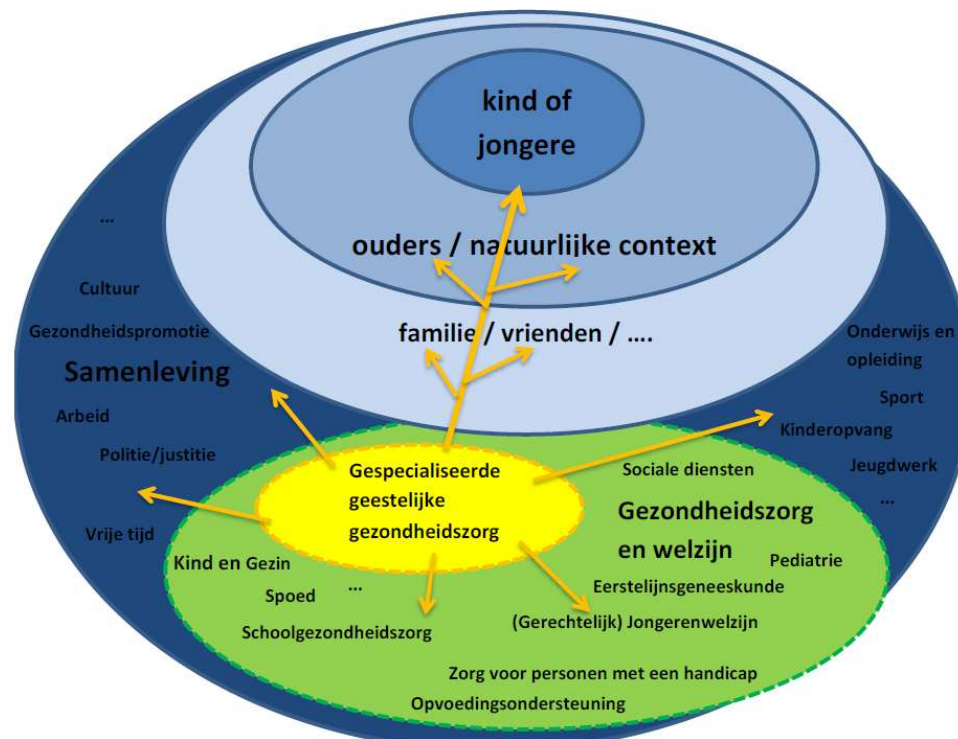 kind of
jongere
ouders / natuurlijke context
familie / vrienden / ....
...
Cultuur
Gezondheidspromotie
Samenleving
Arbeid
Politie/justitie
Vrije tijd
Onderwijs en
opleiding
Sport
Kinderopvang
Jeugdwerk
...
Gespecialiseerde
geestelijke
gezondheidszorg
Sociale diensten
Gezondheidszorg
en welzijn
Pediatrie
Eerstelijnsgeneeskunde
(Gerechtelijk) Jongerenwelzijn
Kind en Gezin
...
Spoed
Schoolgezondheidszorg
Zorg voor personen met een handicap
Opvoedingsondersteuning